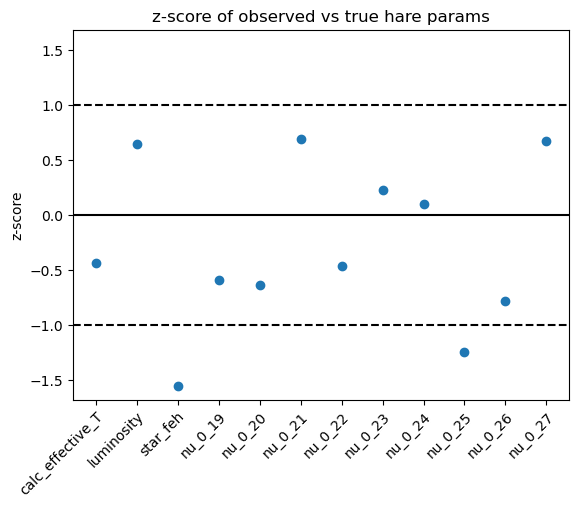 z-score of observed vs true hare params
z-score
1.5
1.0
0.5
0.0
−0.5
−1.0
−1.5
calc_effective_T
luminosity
star_feh
nu_0_19
nu_0_20
nu_0_21
nu_0_22
nu_0_23
nu_0_24
nu_0_25
nu_0_26
nu_0_27